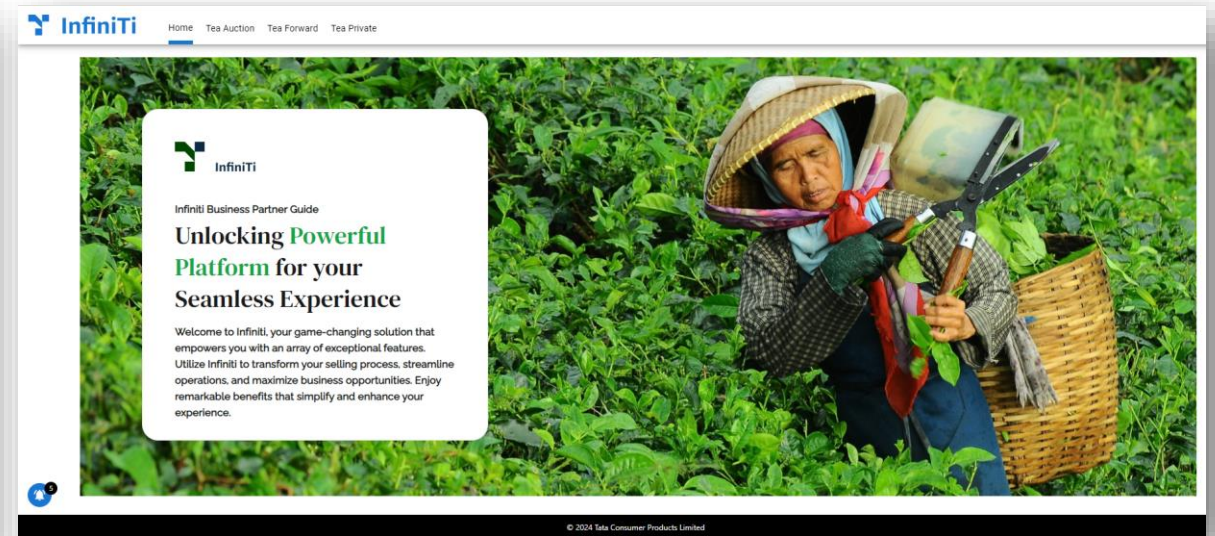 InfiniTi
Home Tea Auction Tea Forward Tea Private
InfiniTi
Infiniti Business Partner Guide
Unlocking Powerful
Platform for your
Seamless Experience
Welcome to Infiniti, your game-changing solution that
empowers you with an array of exceptional features.
Utilize Infiniti to transform your selling process, streamline
operations, and maximize business opportunities. Enjoy
remarkable benefits that simplify and enhance your
experience.
5
© 2024 Tata Consumer Products Limited